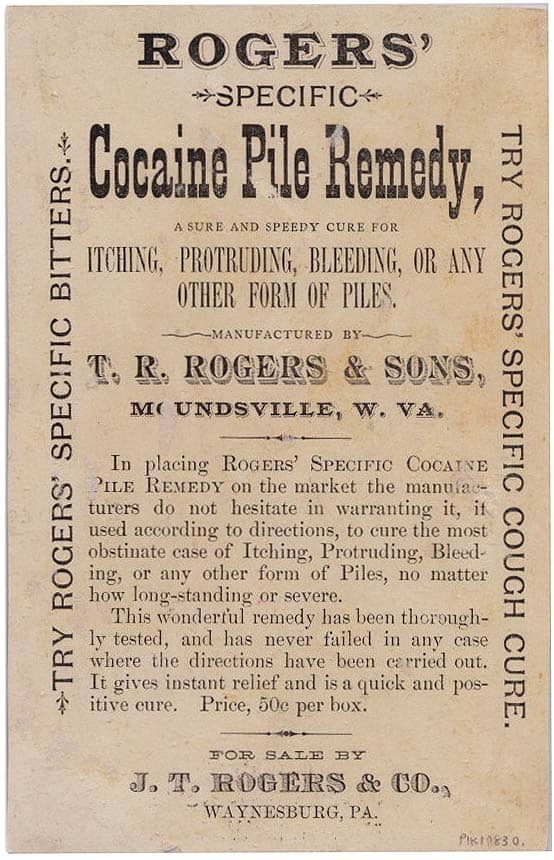 ROGERS'
SPECIFIC
Cocaine Pile Remedy,
A SURE AND SPEEDY CURE FOR
ITCHING, PROTRUDING, BLEEDING, OR ANY
OTHER FORM OF PILES.
MANUFACTURED BY
T. R. ROGERS & SONS,
MOUNDSVILLE, W. VA.
In placing ROGERS' SPECIFIC COCAINE
PILE REMEDY on the market the manufac-
turers do not hesitate in warranting it, if
used according to directions, to cure the most
obstinate case of Itching, Protruding, Bleed-
ing, or any other form of Piles, no matter
how long-standing or severe.
This wonderful remedy has been thorough-
ly tested, and has never failed in any case
where the directions have been carried out.
It gives instant relief and is a quick and pos-
itive cure. Price, 50c per box.
FOR SALE BY
J. T. ROGERS & CO.,
WAYNESBURG, PA.
TRY ROGERS' SPECIFIC BITTERS.
TRY ROGERS' SPECIFIC COUGH CURE.